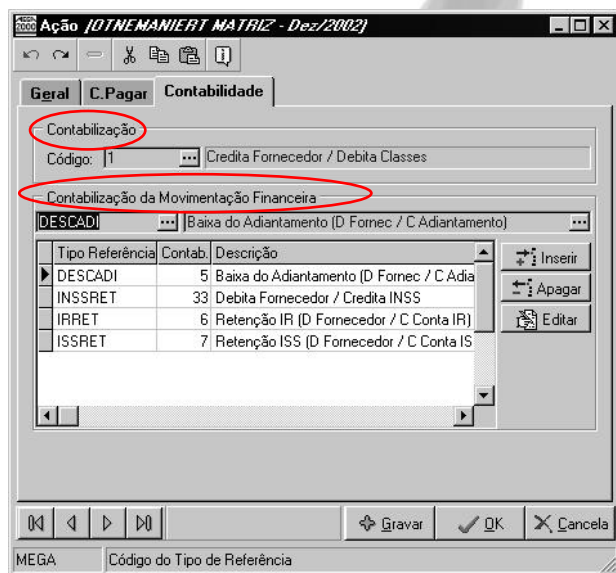 MEGA 2000 Ação [OTNEMANIERT MATRIZ - Dez/2002]
Geral C.Pagar Contabilidade
Contabilização
Código: 1 ... Credita Fornecedor / Debita Classes
Contabilização da Movimentação Financeira
DESCADI ... Baixa do Adiantamento (D Fornec / C Adiantamento) ...
Tipo Referência Contab. Descrição
DESCADI 5 Baixa do Adiantamento (D Fornec / C Adia
INSSRET 33 Debita Fornecedor / Credita INSS
IRRET 6 Retenção IR (D Fornecedor / C Conta IR)
ISSRET 7 Retenção ISS (D Fornecedor / C Conta IS
Inserir
Apagar
Editar
Gravar OK Cancela
MEGA Código do Tipo de Referência